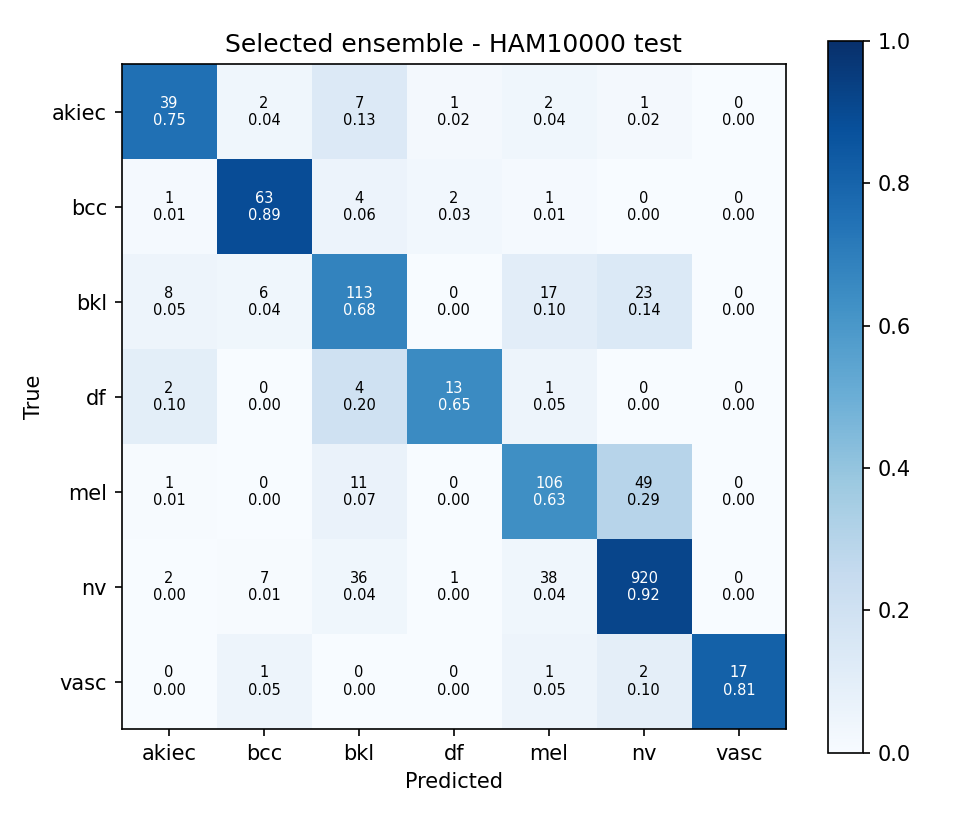 Selected ensemble - HAM10000 test
1.0
akiec 39 2 7 1 2 1 0
0.75 0.04 0.13 0.02 0.04 0.02 0.00
0.8
bcc 1 63 4 2 1 0 0
0.01 0.89 0.06 0.03 0.01 0.00 0.00
bkl 8 6 113 0 17 23 0
0.05 0.04 0.68 0.00 0.10 0.14 0.00
0.6
True
df 2 0 4 13 1 0 0
0.10 0.00 0.20 0.65 0.05 0.00 0.00
0.4
mel 1 0 11 0 106 49 0
0.01 0.00 0.07 0.00 0.63 0.29 0.00
nv 2 7 36 1 38 920 0
0.00 0.01 0.04 0.00 0.04 0.92 0.00
0.2
vasc 0 1 0 0 1 2 17
0.00 0.05 0.00 0.00 0.05 0.10 0.81
0.0
akiec bcc bkl df mel nv vasc
Predicted